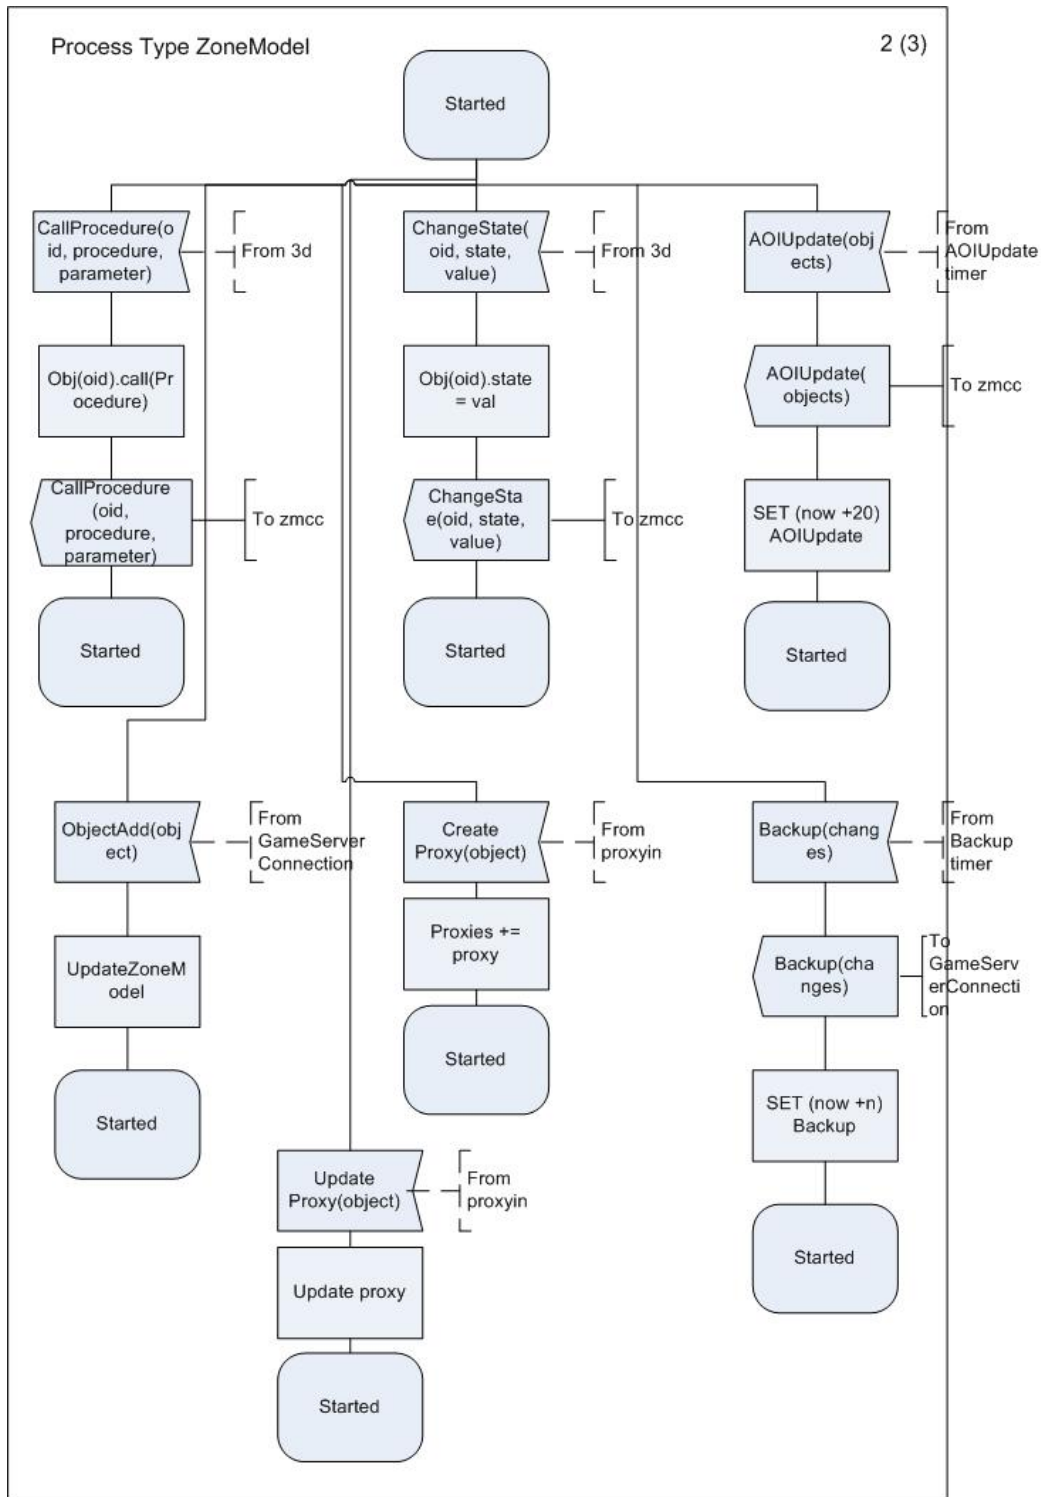 Process Type ZoneModel
2 (3)
Started
CallProcedure(o
id, procedure,
parameter)
From 3d
ChangeState(
oid, state,
value)
From 3d
AOIUpdate(obj
ects)
From
AOIUpdate
timer
Obj(oid).call(Pr
ocedure)
Obj(oid).state
= val
AOIUpdate(
objects)
To zmcc
CallProcedure
(oid,
procedure,
parameter)
To zmcc
ChangeSta
e(oid, state,
value)
To zmcc
SET (now +20)
AOIUpdate
Started
Started
Started
ObjectAdd(obj
ect)
From
GameServer
Connection
Create
Proxy(object)
From
proxyin
Backup(chang
es)
From
Backup
timer
UpdateZoneM
odel
Proxies +=
proxy
Backup(cha
nges)
To
GameServ
erConnecti
on
Started
Started
SET (now +n)
Backup
Update
Proxy(object)
From
proxyin
Started
Update proxy
Started